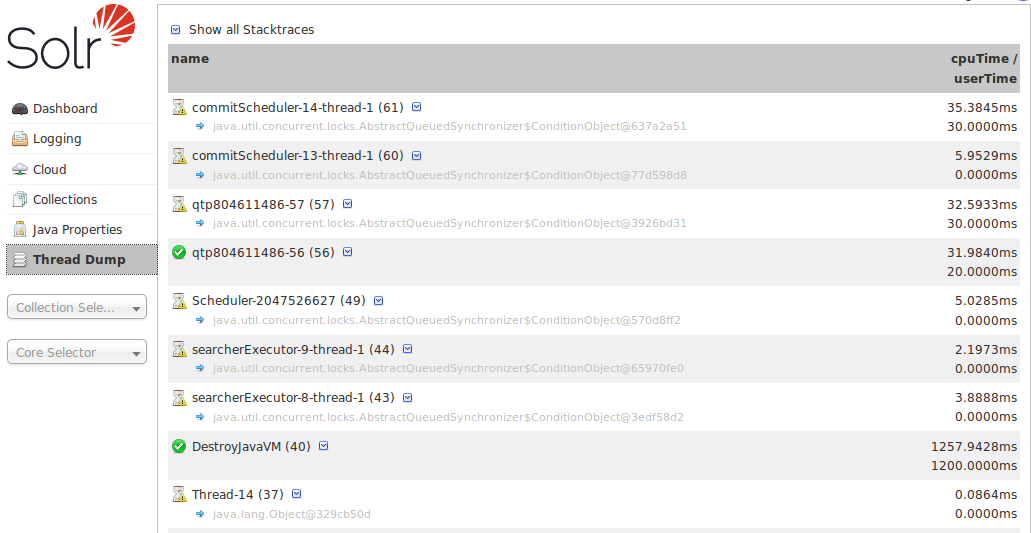 Solr
Dashboard
Logging
Cloud
Collections
Java Properties
Thread Dump
Collection Sele...
Core Selector
Show all Stacktraces
name cpuTime /
userTime
commitScheduler-14-thread-1 (61) 35.3845ms
java.util.concurrent.locks.AbstractQueuedSynchronizer$ConditionObject@637a2a51 30.0000ms
commitScheduler-13-thread-1 (60) 5.9529ms
java.util.concurrent.locks.AbstractQueuedSynchronizer$ConditionObject@77d598d8 0.0000ms
qtp804611486-57 (57) 32.5933ms
java.util.concurrent.locks.AbstractQueuedSynchronizer$ConditionObject@3926bd31 30.0000ms
qtp804611486-56 (56) 31.9840ms
20.0000ms
Scheduler-2047526627 (49) 5.0285ms
java.util.concurrent.locks.AbstractQueuedSynchronizer$ConditionObject@570d8ff2 0.0000ms
searcherExecutor-9-thread-1 (44) 2.1973ms
java.util.concurrent.locks.AbstractQueuedSynchronizer$ConditionObject@65970fe0 0.0000ms
searcherExecutor-8-thread-1 (43) 3.8888ms
java.util.concurrent.locks.AbstractQueuedSynchronizer$ConditionObject@3edf58d2 0.0000ms
DestroyJavaVM (40) 1257.9428ms
1200.0000ms
Thread-14 (37) 0.0864ms
java.lang.Object@329cb50d 0.0000ms